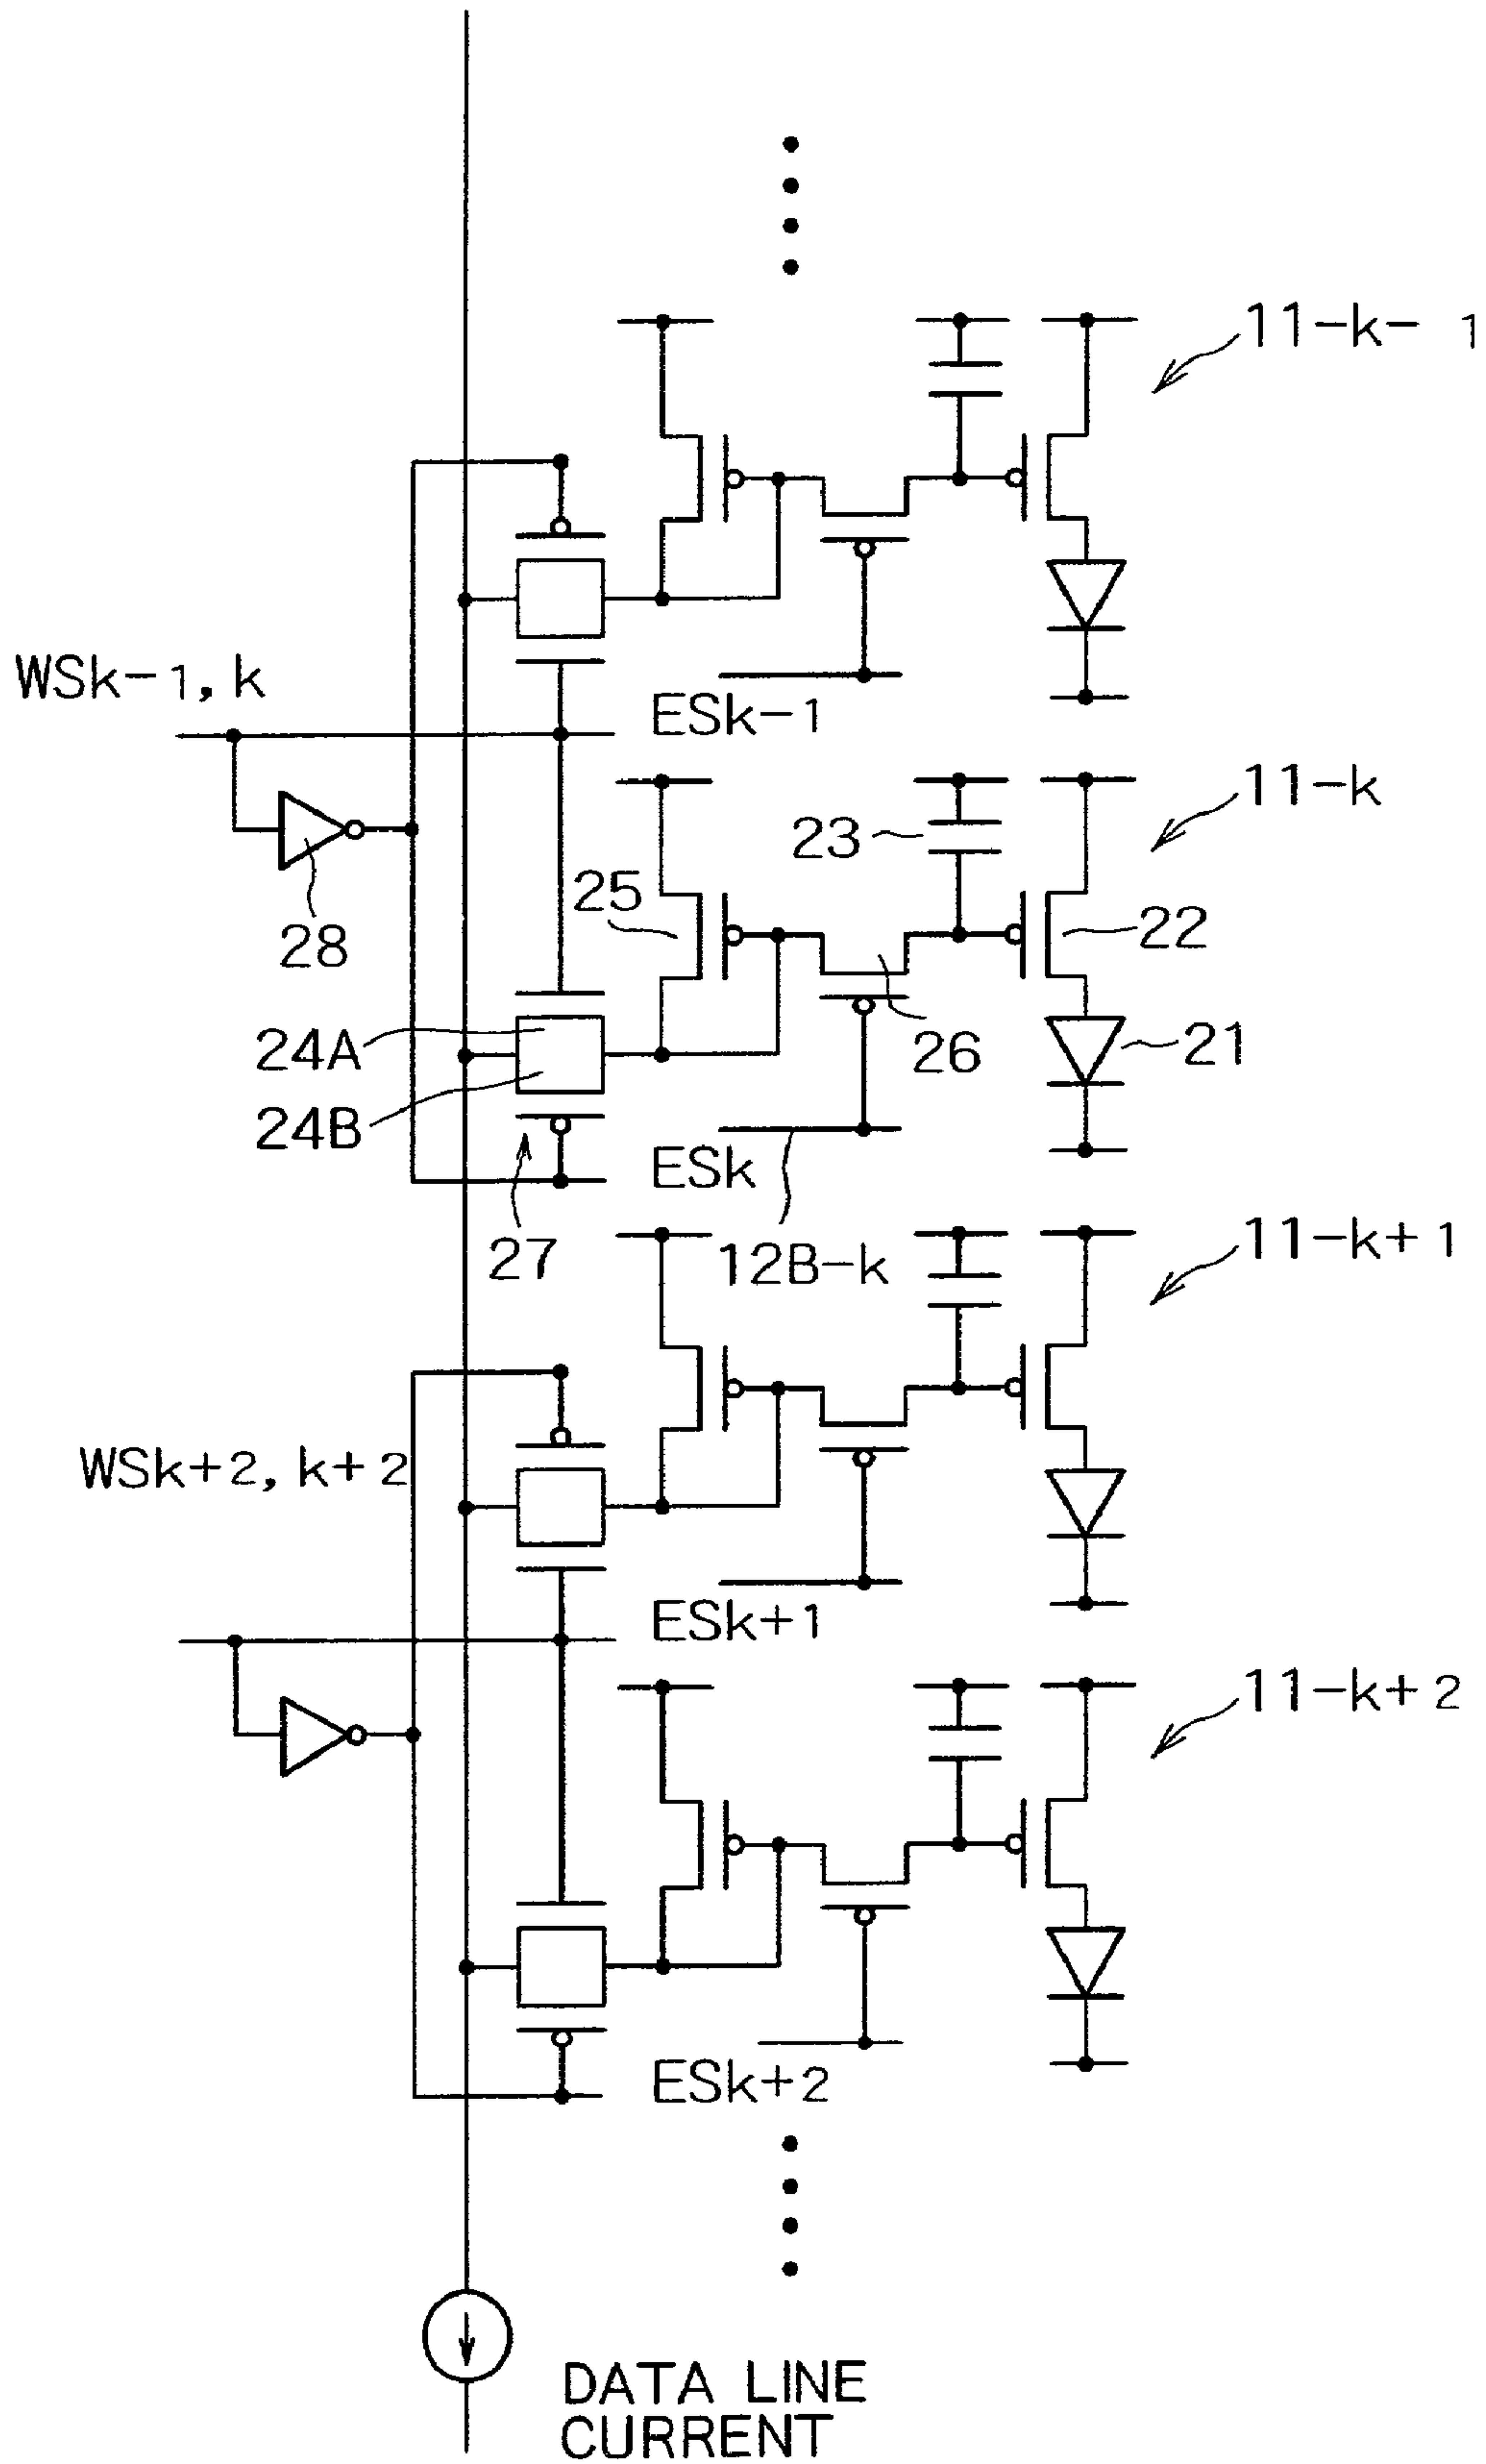 11-k-1
WSk-1, k
ESk-1
11-k
23
25
22
28
24A
26
21
24B
ESk
27
12B-k
11-k+1
WSk+2, k+2
ESk+1
11-k+2
ESk+2
DATA LINE
CURRENT